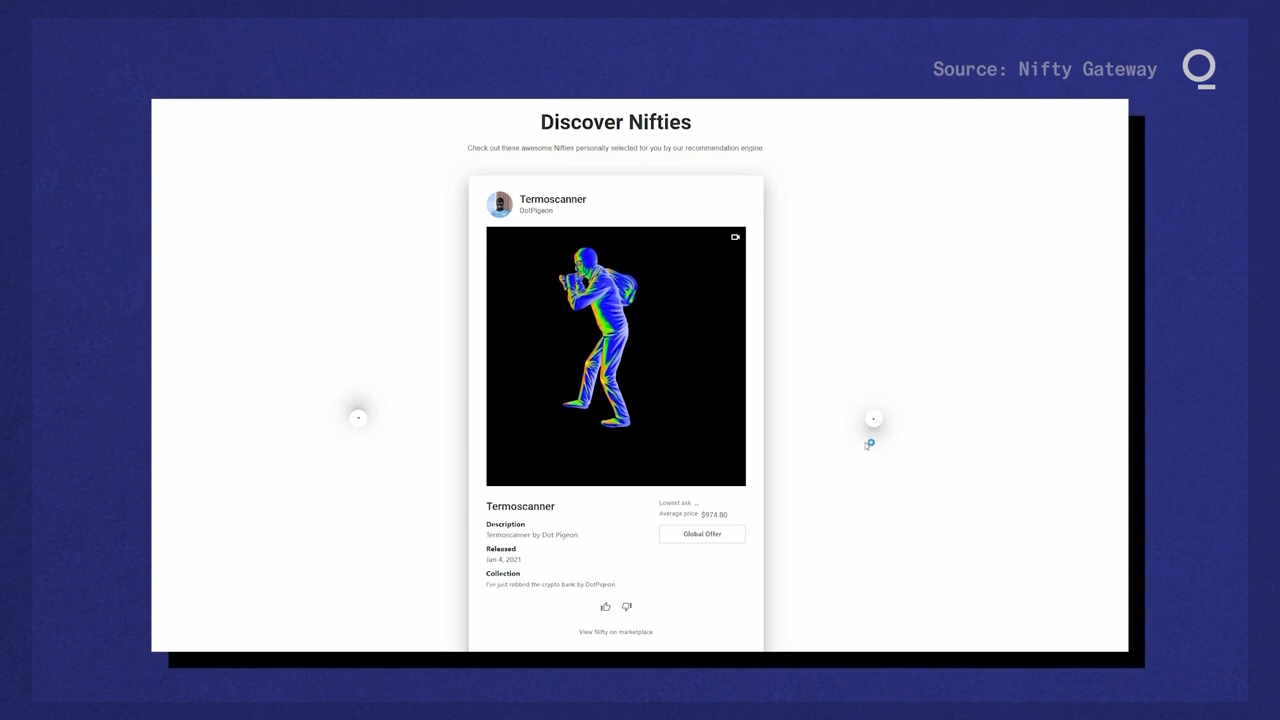 Source: Nifty Gateway
Discover Nifties
Check out these awesome Nifties personally selected for you by our recommendation engine.
Termoscanner
DotPigeon
Termoscanner
Lowest ask --
Average price $974.80
Global Offer
Description
Termoscanner by Dot Pigeon
Released
Jan 4, 2021
Collection
I've just robbed the crypto bank by DotPigeon
View Nifty on marketplace